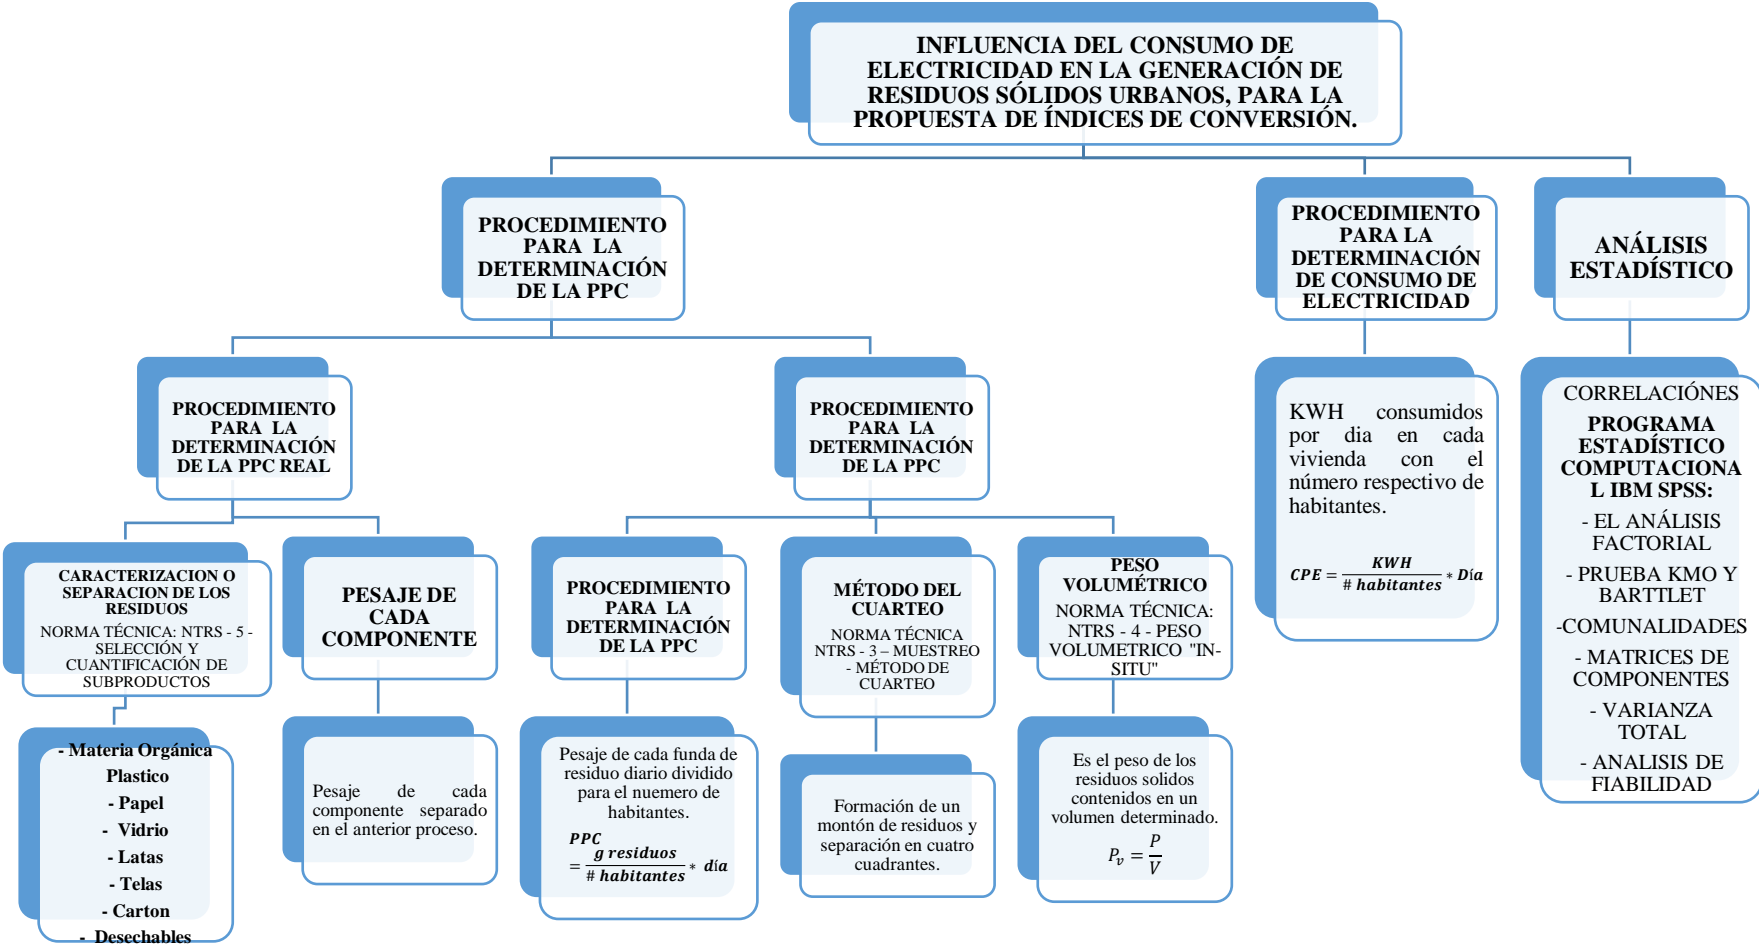 INFLUENCIA DEL CONSUMO DE
ELECTRICIDAD EN LA GENERACIÓN DE
RESIDUOS SÓLIDOS URBANOS, PARA LA
PROPUESTA DE ÍNDICES DE CONVERSIÓN.
PROCEDIMIENTO
PARA LA
DETERMINACIÓN
DE LA PPC
PROCEDIMIENTO
PARA LA
DETERMINACIÓN
DE CONSUMO DE
ELECTRICIDAD
ANÁLISIS
ESTADÍSTICO
PROCEDIMIENTO
PARA LA
DETERMINACIÓN
DE LA PPC REAL
PROCEDIMIENTO
PARA LA
DETERMINACIÓN
DE LA PPC
KWH consumidos
por dia en cada
vivienda con el
número respectivo de
habitantes.
CPE = KWH / # habitantes * Día
CORRELACIÓNES
PROGRAMA
ESTADÍSTICO
COMPUTACIONA
L IBM SPSS:
- EL ANÁLISIS
FACTORIAL
- PRUEBA KMO Y
BARTTLET
-COMUNALIDADES
- MATRICES DE
COMPONENTES
- VARIANZA
TOTAL
- ANALISIS DE
FIABILIDAD
CARACTERIZACION O
SEPARACION DE LOS
RESIDUOS
NORMA TÉCNICA: NTRS - 5 -
SELECCIÓN Y
CUANTIFICACIÓN DE
SUBPRODUCTOS
PESAJE DE
CADA
COMPONENTE
PROCEDIMIENTO
PARA LA
DETERMINACIÓN
DE LA PPC
MÉTODO DEL
CUARTEO
NORMA TÉCNICA
NTRS - 3 – MUESTREO
- MÉTODO DE
CUARTEO
PESO
VOLUMÉTRICO
NORMA TÉCNICA:
NTRS - 4 - PESO
VOLUMETRICO "IN-
SITU"
- Materia Orgánica
Plastico
- Papel
- Vidrio
- Latas
- Telas
- Carton
- Desechables
Pesaje de cada
componente separado
en el anterior proceso.
Pesaje de cada funda de
residuo diario dividido
para el nuemero de
habitantes.
PPC
= g residuos / # habitantes * día
Formación de un
montón de residuos y
separación en cuatro
cuadrantes.
Es el peso de los
residuos solidos
contenidos en un
volumen determinado.
Pv = P / V